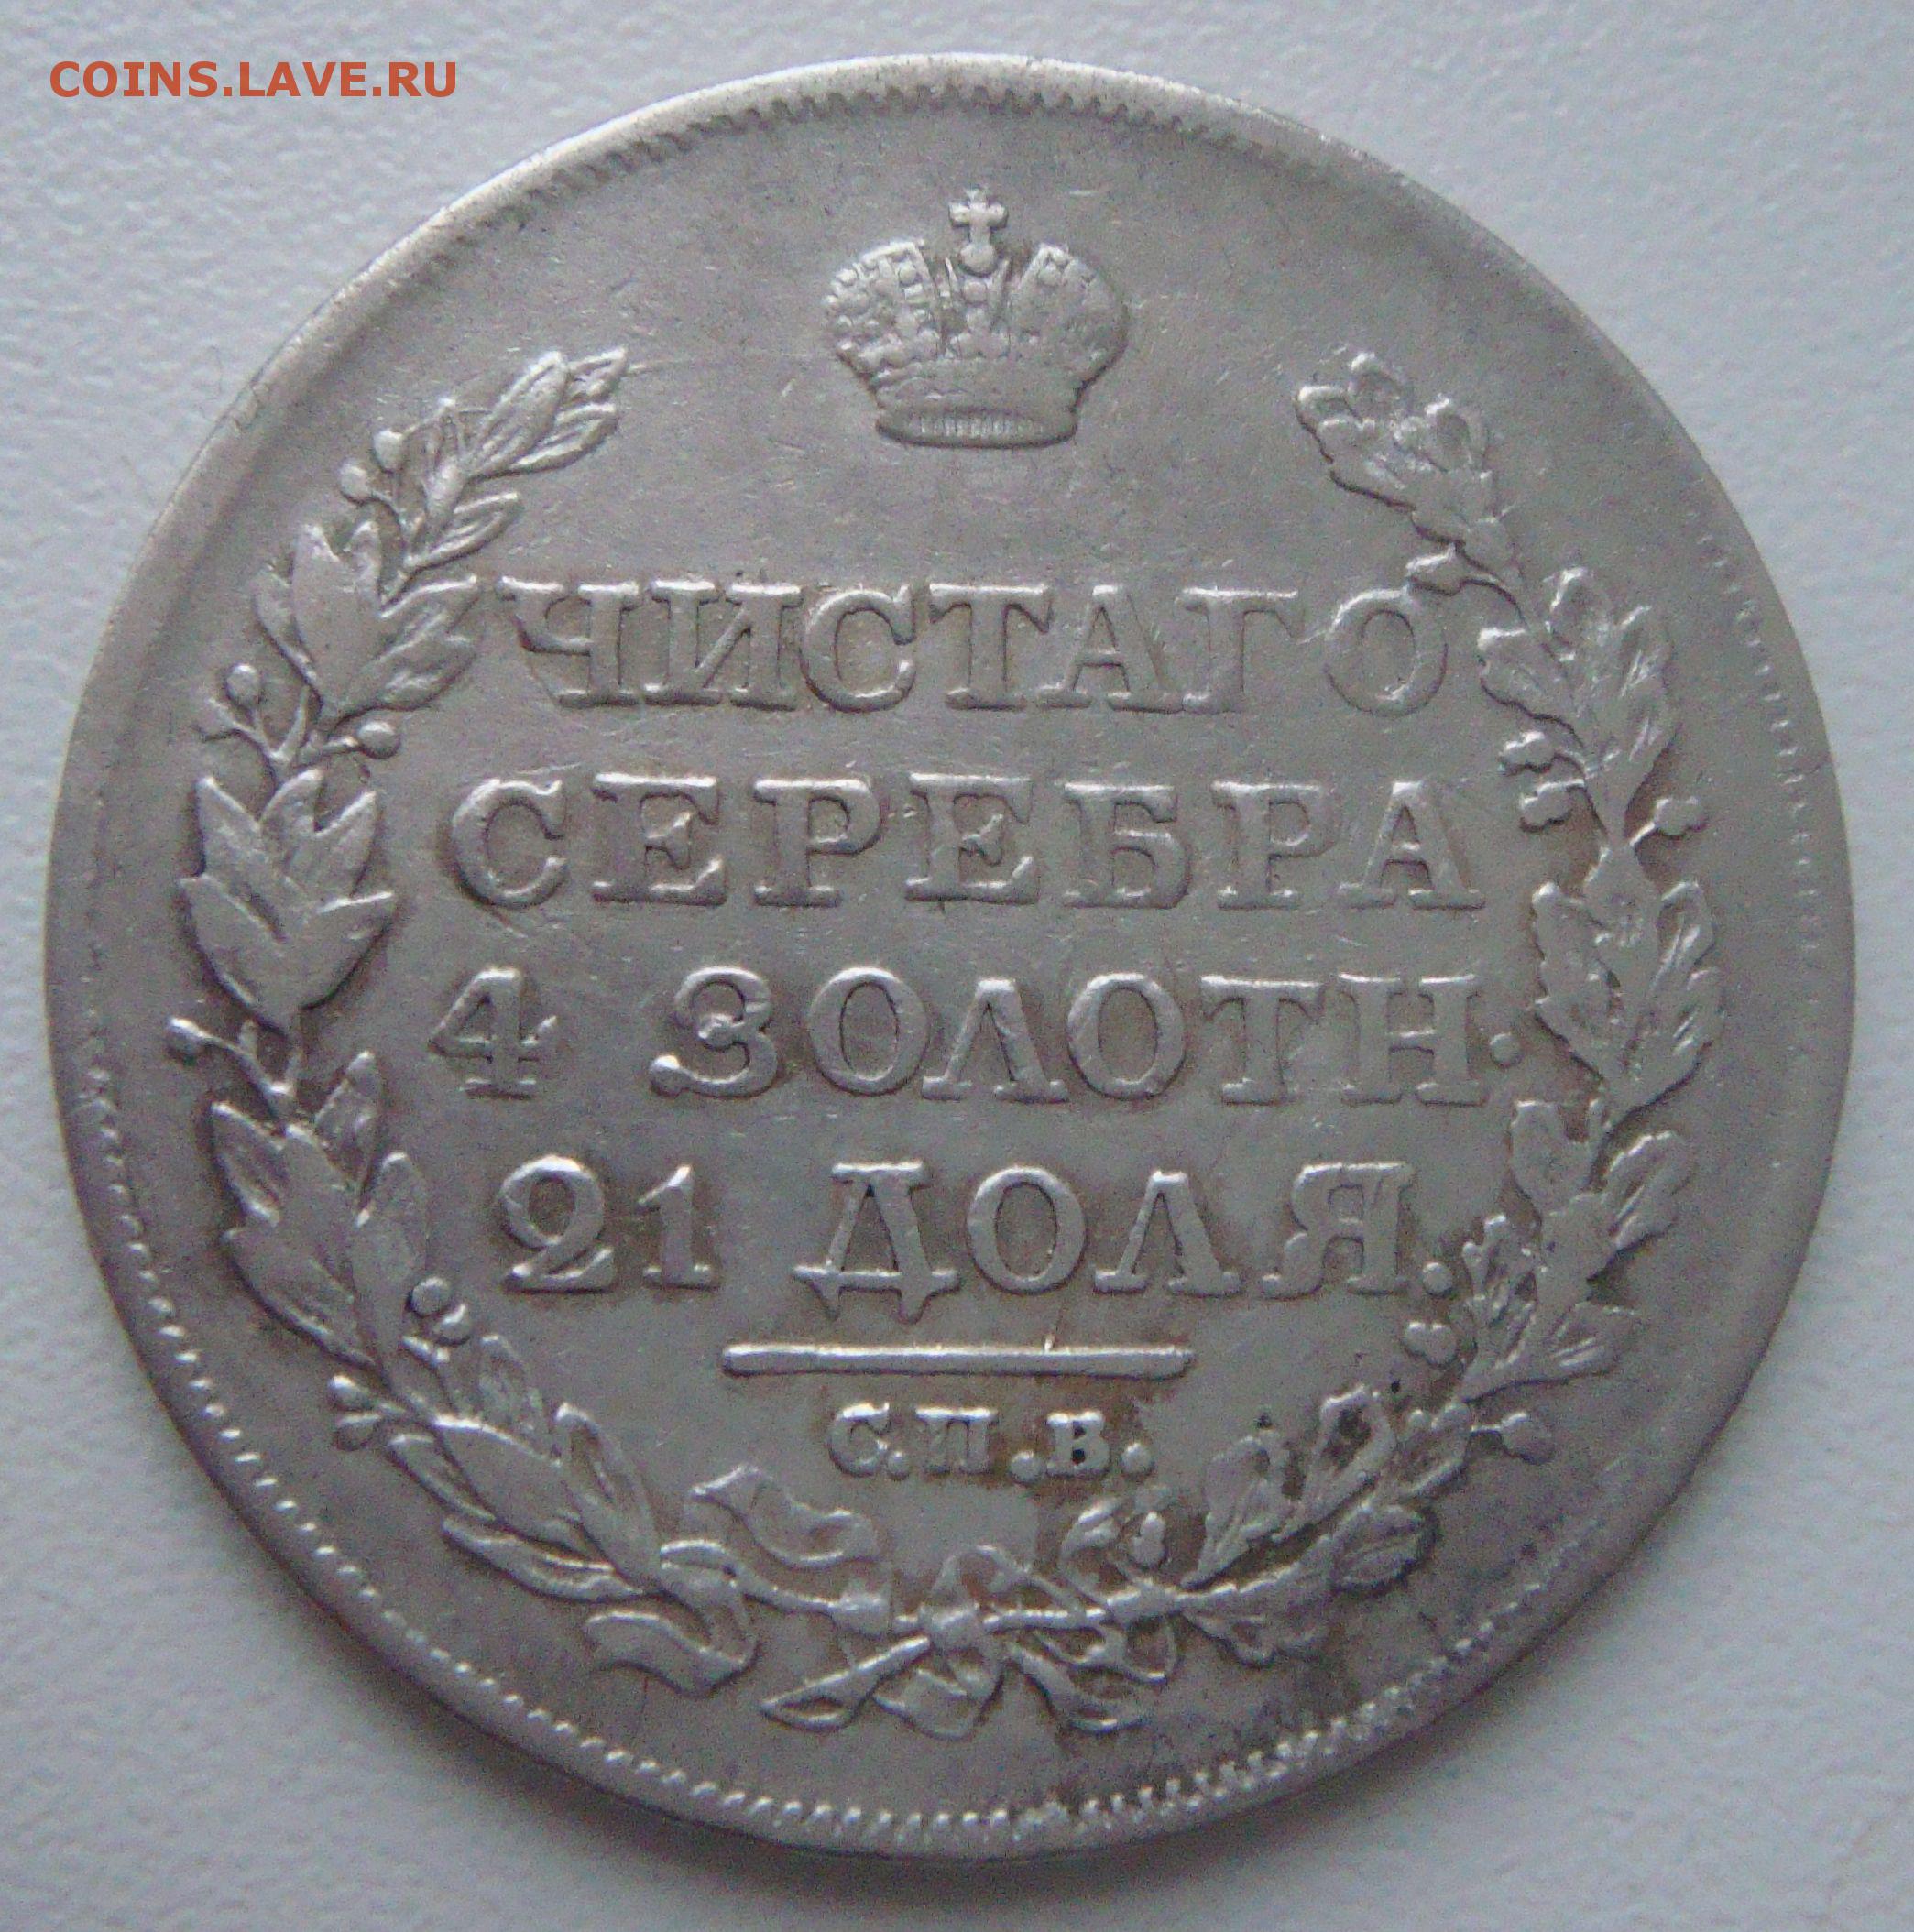 COINS.LAVE.RU
ЧИСТАГО
СЕРЕБРА
4 ЗОЛОТН.
21 ДОЛЯ.
С.П.В.